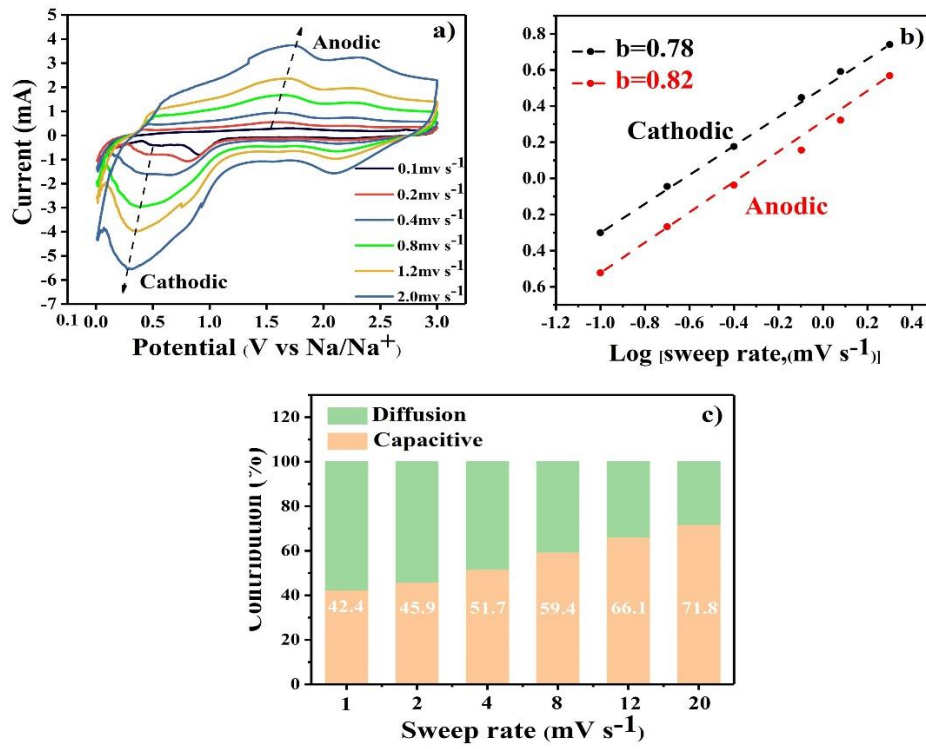 a)
Anodic
Cathodic
Current (mA)
5
4
3
2
1
0
-1
-2
-3
-4
-5
-6
-7
0.1
0.0
0.5
1.0
1.5
2.0
2.5
3.0
0.1mv s⁻¹
0.2mv s⁻¹
0.4mv s⁻¹
0.8mv s⁻¹
1.2mv s⁻¹
2.0mv s⁻¹
Potential (V vs Na/Na⁺)
b)
b=0.78
b=0.82
Cathodic
Anodic
0.8
0.6
0.4
0.2
0.0
0.2
0.4
0.6
-1.2
-1.0
-0.8
-0.6
-0.4
-0.2
0.0
0.2
0.4
Log [sweep rate,(mV s⁻¹)]
c)
Diffusion
Capacitive
Contribution (%)
120
100
80
60
40
20
0
42.4
45.9
51.7
59.4
66.1
71.8
1
2
4
8
12
20
Sweep rate (mV s⁻¹)